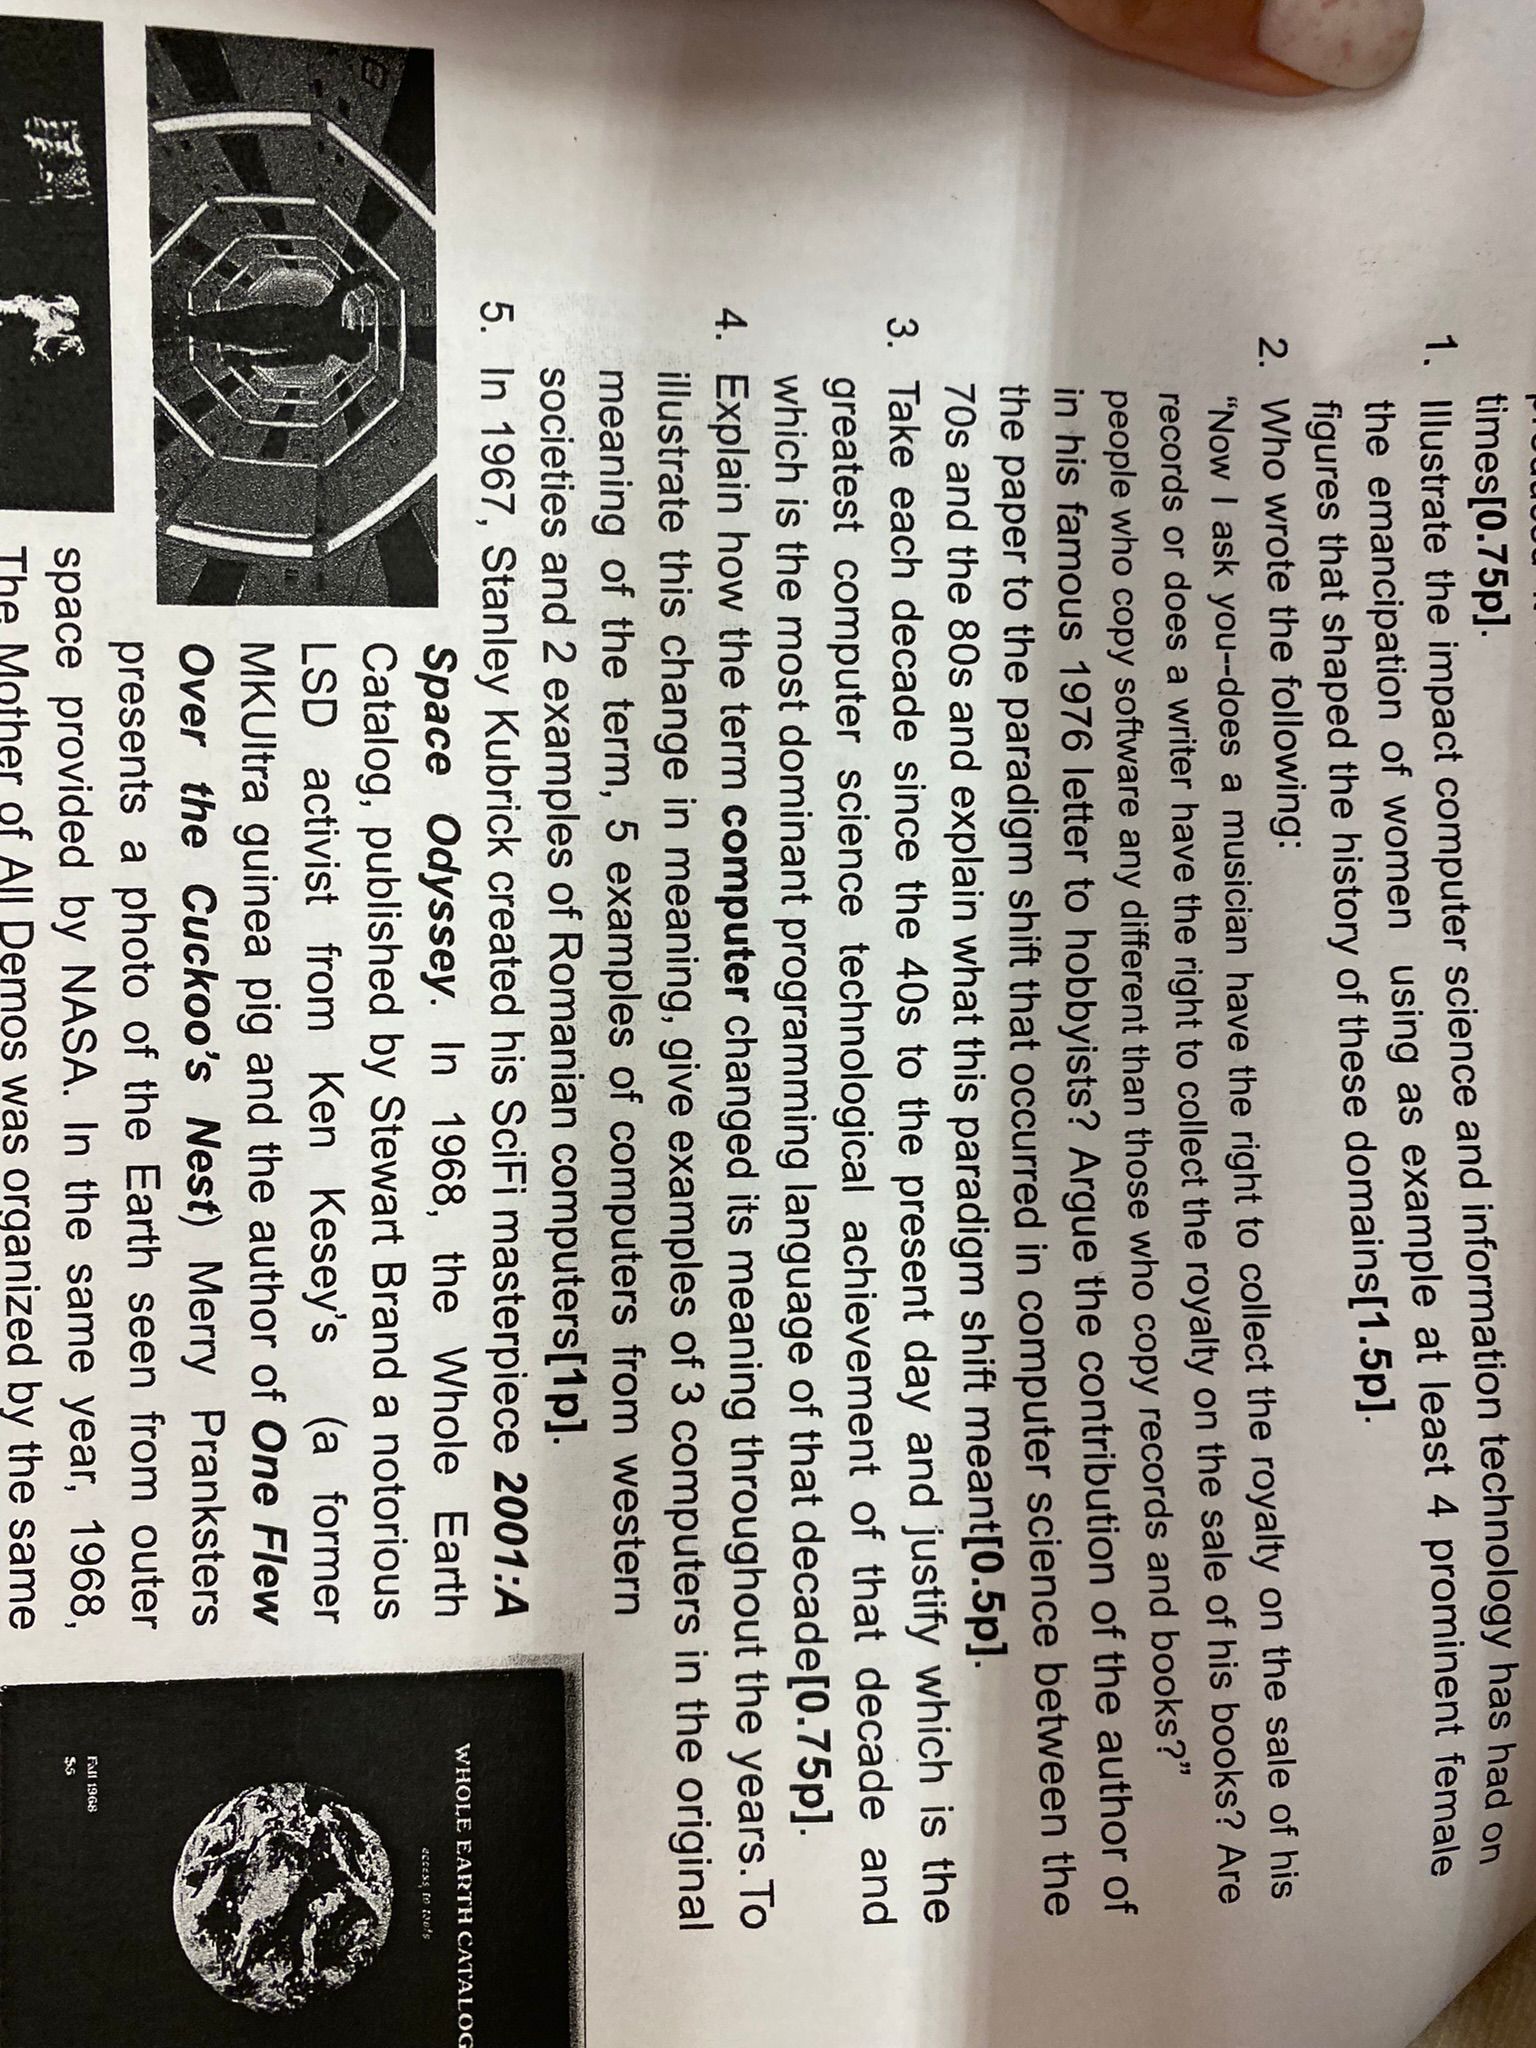 times[0.75p].
1. Illustrate the impact computer science and information technology has had on
the emancipation of women using as example at least 4 prominent female
figures that shaped the history of these domains[1.5p].
2. Who wrote the following:
“Now I ask you--does a musician have the right to collect the royalty on the sale of his
records or does a writer have the right to collect the royalty on the sale of his books? Are
people who copy software any different than those who copy records and books?”
in his famous 1976 letter to hobbyists? Argue the contribution of the author of
the paper to the paradigm shift that occurred in computer science between the
70s and the 80s and explain what this paradigm shift meant[0.5p].
3. Take each decade since the 40s to the present day and justify which is the
greatest computer science technological achievement of that decade and
which is the most dominant programming language of that decade[0.75p].
4. Explain how the term computer changed its meaning throughout the years. To
illustrate this change in meaning, give examples of 3 computers in the original
meaning of the term, 5 examples of computers from western
societies and 2 examples of Romanian computers[1p].
5. In 1967, Stanley Kubrick created his SciFi masterpiece 2001:A
Space Odyssey. In 1968, the Whole Earth
Catalog, published by Stewart Brand a notorious
LSD activist from Ken Kesey’s (a former
MKUltra guinea pig and the author of One Flew
Over the Cuckoo’s Nest) Merry Pranksters
presents a photo of the Earth seen from outer
space provided by NASA. In the same year, 1968,
The Mother of All Demos was organized by the same
WHOLE EARTH CATALOG
access to tools
Fall 1968
$5